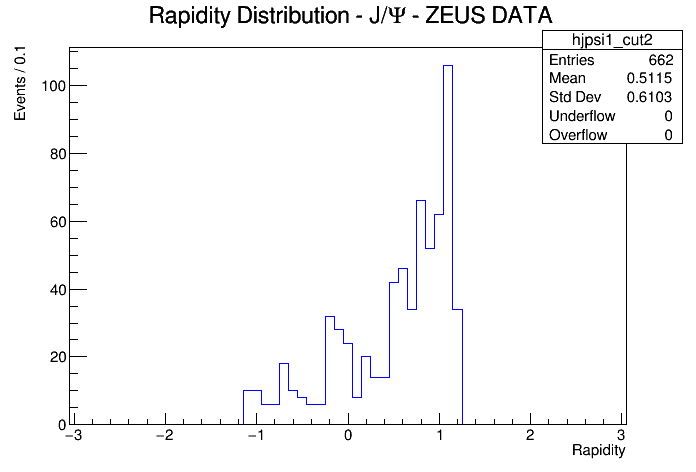 Rapidity Distribution - J/Ψ - ZEUS DATA
hjpsi1_cut2
Entries 662
Mean 0.5115
Std Dev 0.6103
Underflow 0
Overflow 0
Events / 0.1
100
80
60
40
20
0
−3 −2 −1 0 1 2 3
Rapidity